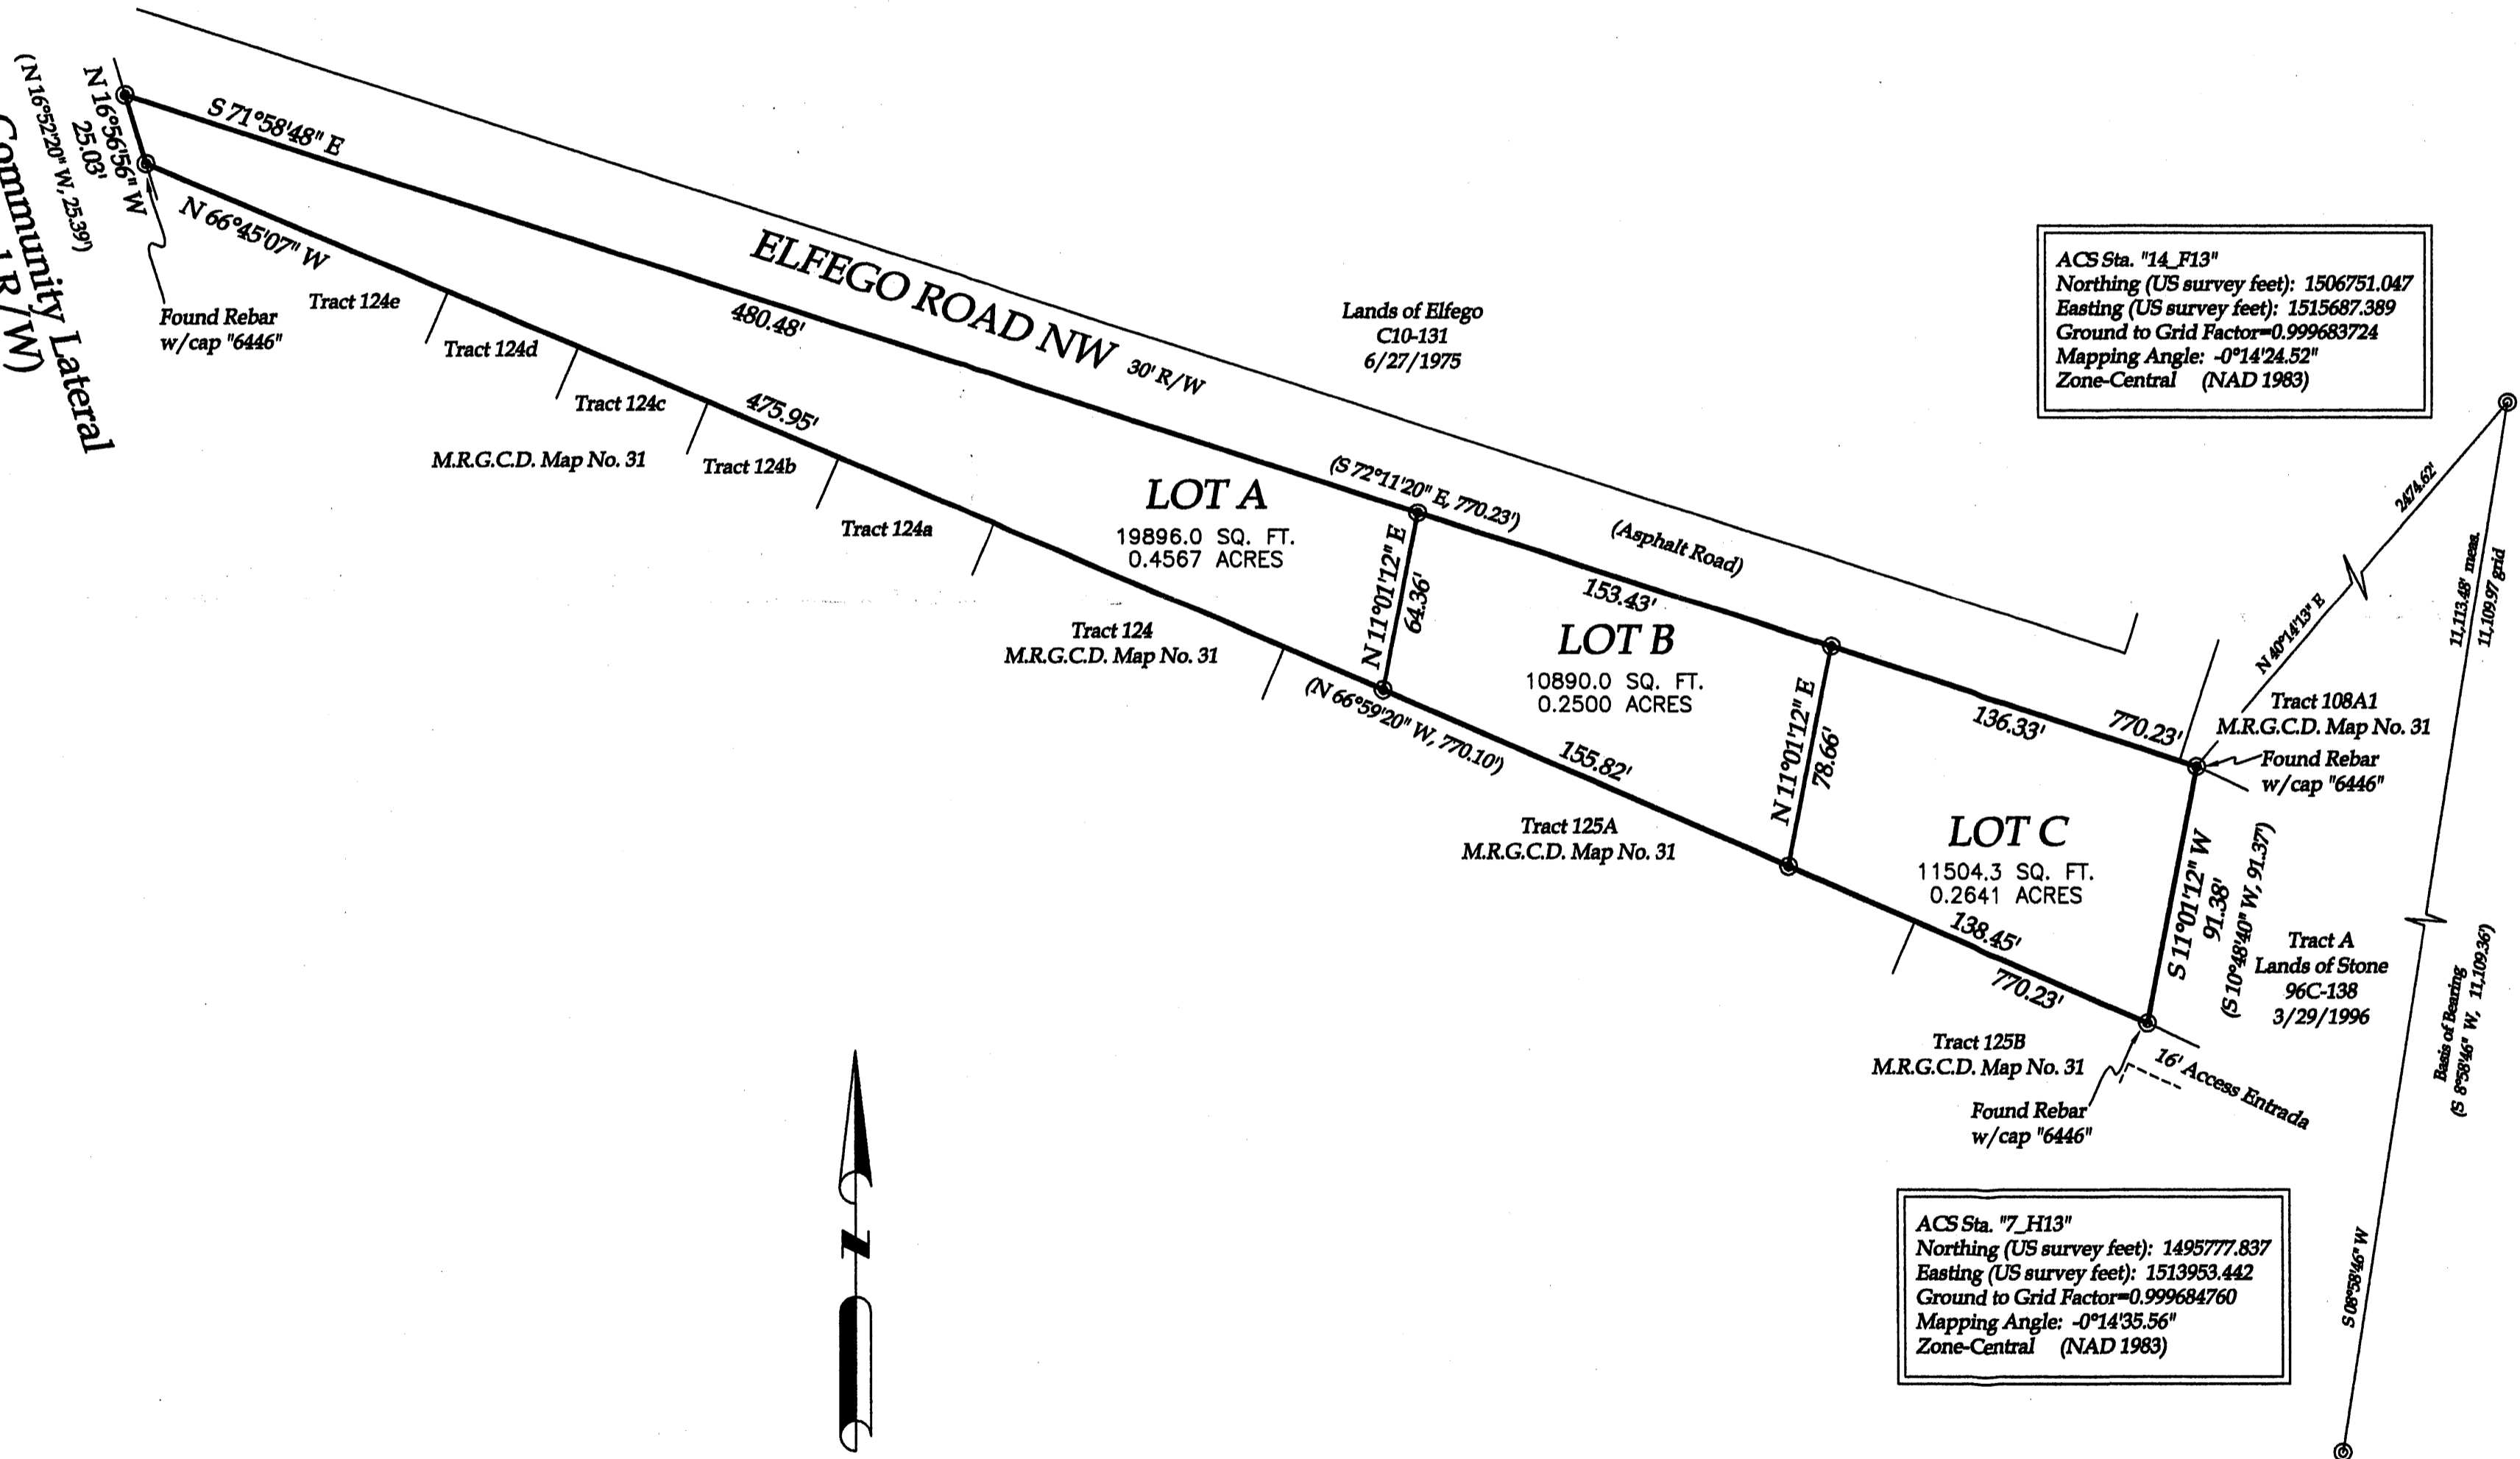 (N 16°52'20" W, 25.39')
N 16°56'56" W
25.03'
Community Lateral
R/W)
S 71°58'48" E
N 66°45'07" W
Found Rebar
w/cap "6446"
Tract 124e
Tract 124d
Tract 124c
M.R.G.C.D. Map No. 31
Tract 124b
Tract 124a
475.95'
480.48'
ELFEGO ROAD NW 30' R/W
Lands of Elfego
C10-131
6/27/1975
LOT A
19896.0 SQ. FT.
0.4567 ACRES
Tract 124
M.R.G.C.D. Map No. 31
(S 72°11'20" E, 770.23')
(Asphalt Road)
N 11°01'12" E
64.36'
153.43'
LOT B
10890.0 SQ. FT.
0.2500 ACRES
(N 66°59'20" W, 770.10')
155.82'
Tract 125A
M.R.G.C.D. Map No. 31
N 11°01'12" E
78.66'
136.33'
770.23'
LOT C
11504.3 SQ. FT.
0.2641 ACRES
138.45'
770.23'
S 11°01'12" W
91.38'
(S 10°48'40" W, 91.37')
Tract 108A1
M.R.G.C.D. Map No. 31
Found Rebar
w/cap "6446"
Tract A
Lands of Stone
96C-138
3/29/1996
Tract 125B
M.R.G.C.D. Map No. 31
Found Rebar
w/cap "6446"
16' Access Entrada
ACS Sta. "14_F13"
Northing (US survey feet): 1506751.047
Easting (US survey feet): 1515687.389
Ground to Grid Factor=0.999683724
Mapping Angle: -0°14'24.52"
Zone-Central (NAD 1983)
2474.62'
N 40°14'13" E
11,113.48' meas.
11,109.97 grid
Basis of Bearing
(S 8°58'46" W, 11,109.36')
S 08°58'46" W
ACS Sta. "7_H13"
Northing (US survey feet): 1495777.837
Easting (US survey feet): 1513953.442
Ground to Grid Factor=0.999684760
Mapping Angle: -0°14'35.56"
Zone-Central (NAD 1983)
N